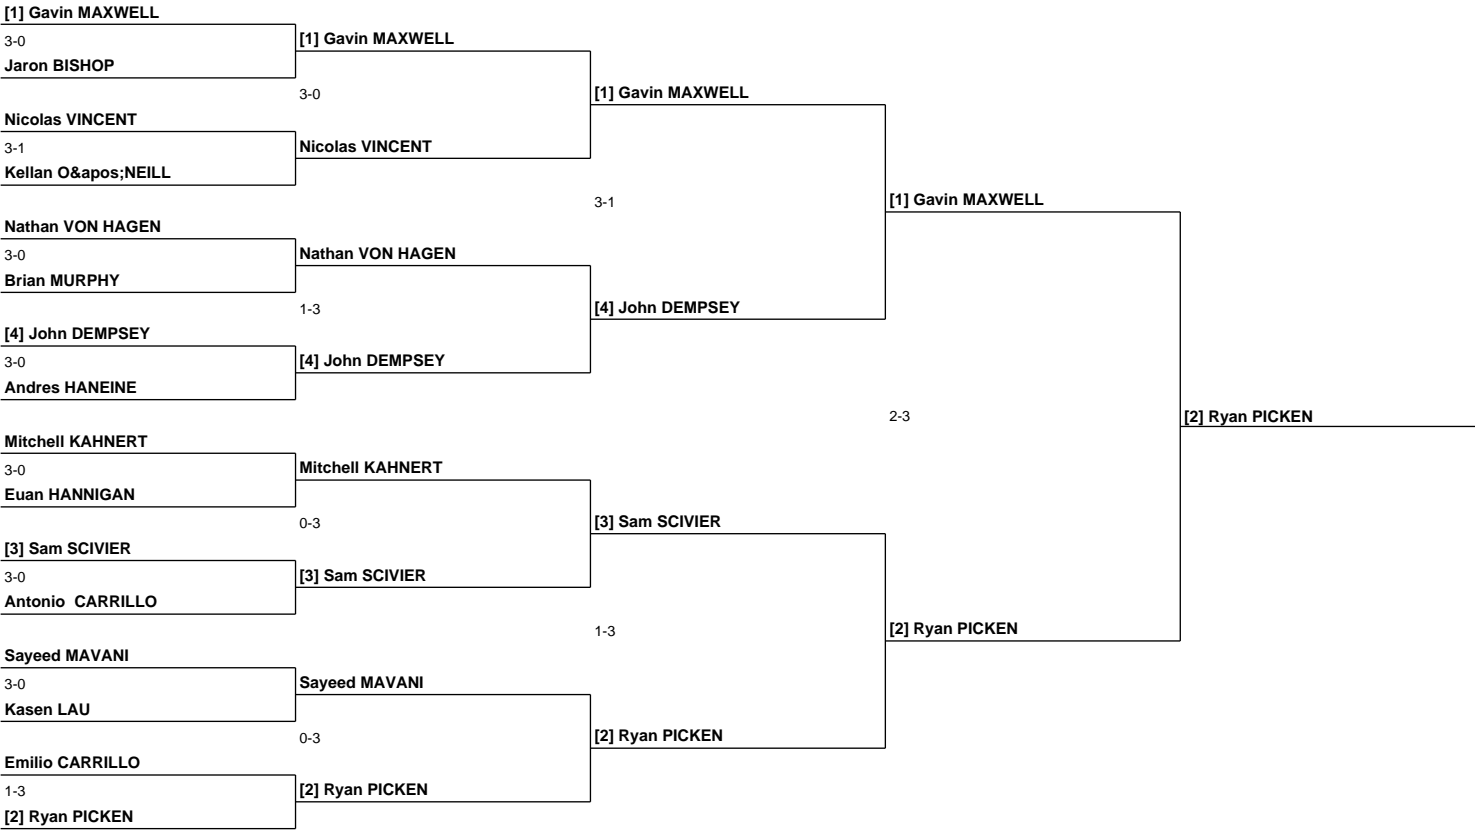 [1] Gavin MAXWELL
3-0
Jaron BISHOP
Nicolas VINCENT
3-1
Kellan O&apos;NEILL
Nathan VON HAGEN
3-0
Brian MURPHY
[4] John DEMPSEY
3-0
Andres HANEINE
Mitchell KAHNERT
3-0
Euan HANNIGAN
[3] Sam SCIVIER
3-0
Antonio  CARRILLO
Sayeed MAVANI
3-0
Kasen LAU
Emilio CARRILLO
1-3
[2] Ryan PICKEN
[1] Gavin MAXWELL
3-0
Nicolas VINCENT
Nathan VON HAGEN
1-3
[4] John DEMPSEY
Mitchell KAHNERT
0-3
[3] Sam SCIVIER
Sayeed MAVANI
0-3
[2] Ryan PICKEN
[1] Gavin MAXWELL
3-1
[4] John DEMPSEY
[3] Sam SCIVIER
1-3
[2] Ryan PICKEN
[1] Gavin MAXWELL
2-3
[2] Ryan PICKEN
[2] Ryan PICKEN